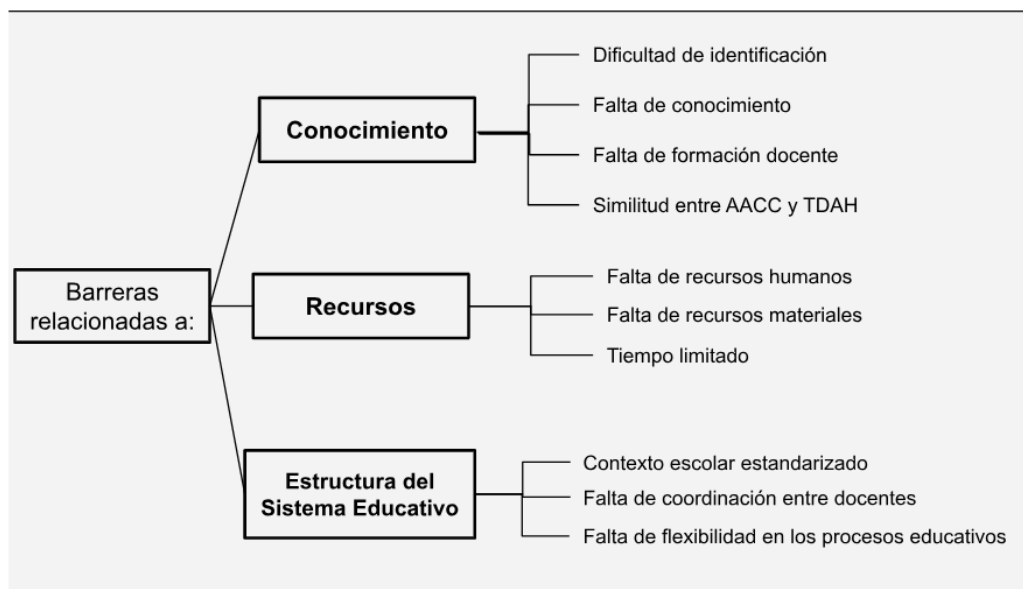 Barreras
relacionadas a:
Conocimiento
Dificultad de identificación
Falta de conocimiento
Falta de formación docente
Similitud entre AACC y TDAH
Recursos
Falta de recursos humanos
Falta de recursos materiales
Tiempo limitado
Estructura del
Sistema Educativo
Contexto escolar estandarizado
Falta de coordinación entre docentes
Falta de flexibilidad en los procesos educativos